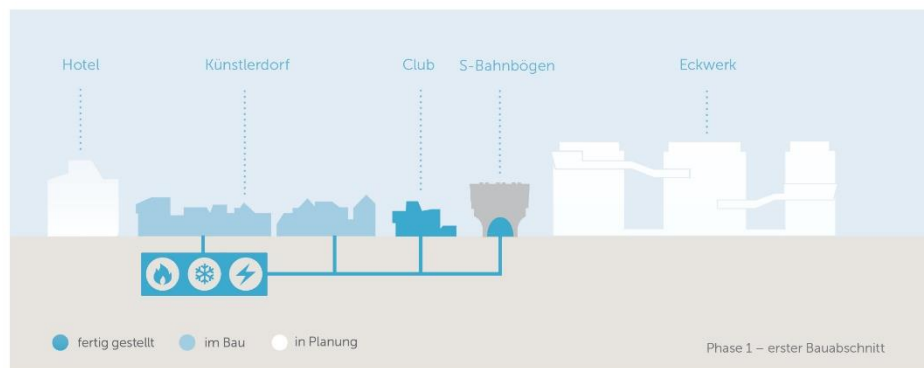 Hotel
Künstlerdorf
Club
S-Bahnbögen
Eckwerk
fertig gestellt
im Bau
in Planung
Phase 1 – erster Bauabschnitt